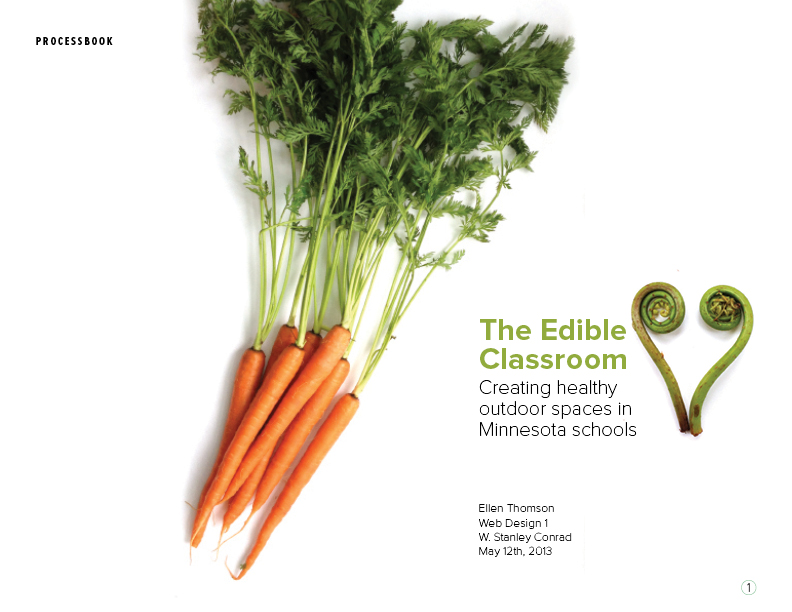 PROCESSBOOK
The Edible
Classroom
Creating healthy
outdoor spaces in
Minnesota schools
Ellen Thomson
Web Design 1
W. Stanley Conrad
May 12th, 2013
1